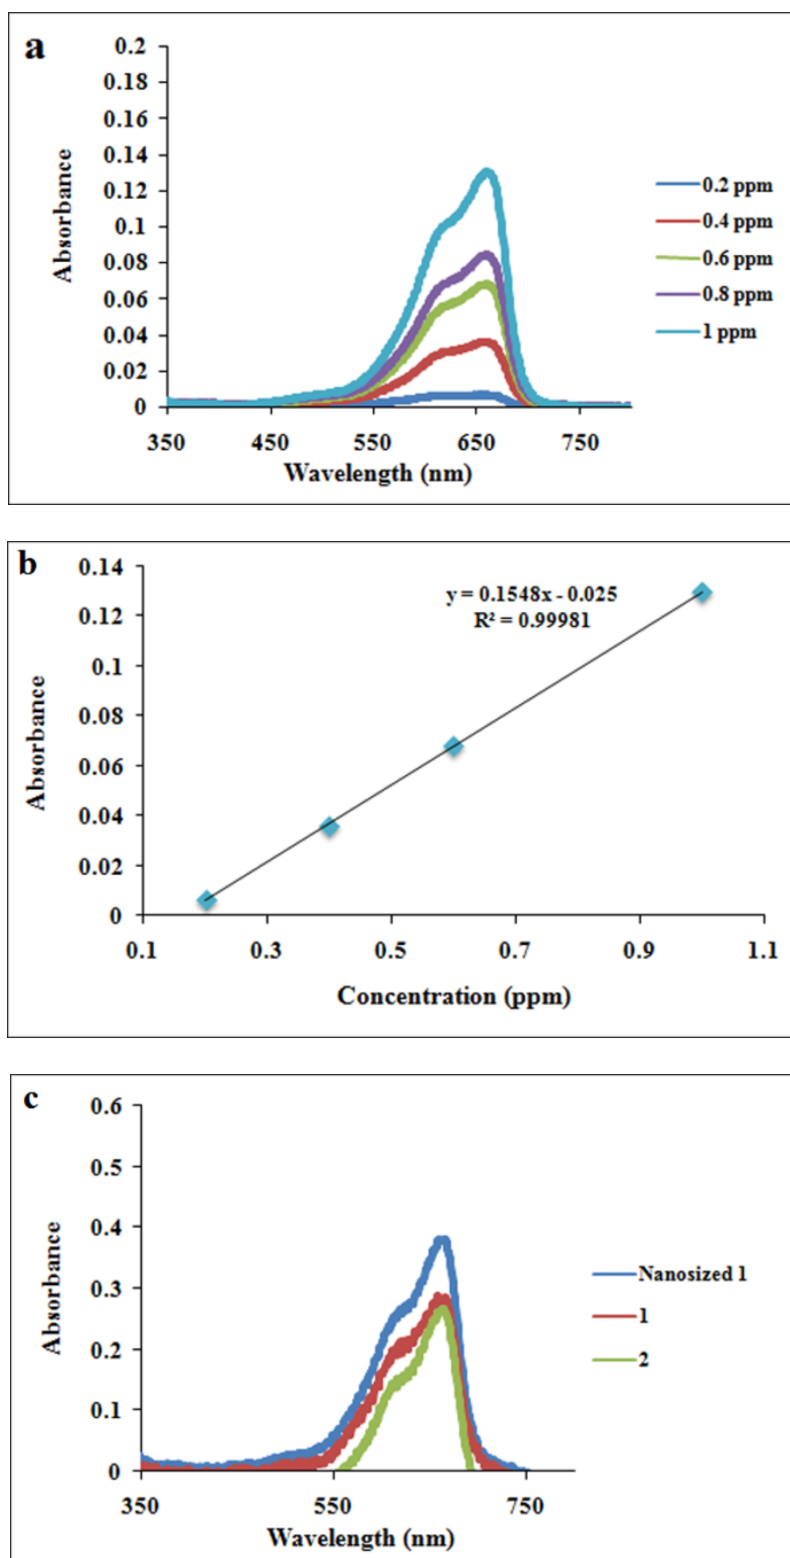 a
0.2
0.18
0.16
0.14
0.12
0.1
0.08
0.06
0.04
0.02
0
Absorbance
350 450 550 650 750
Wavelength (nm)
0.2 ppm
0.4 ppm
0.6 ppm
0.8 ppm
1 ppm
b
0.14
0.12
0.1
0.08
0.06
0.04
0.02
0
Absorbance
y = 0.1548x - 0.025
R² = 0.99981
0.1 0.3 0.5 0.7 0.9 1.1
Concentration (ppm)
c
0.6
0.5
0.4
0.3
0.2
0.1
0
Absorbance
350 550 750
Wavelength (nm)
Nanosized 1
1
2